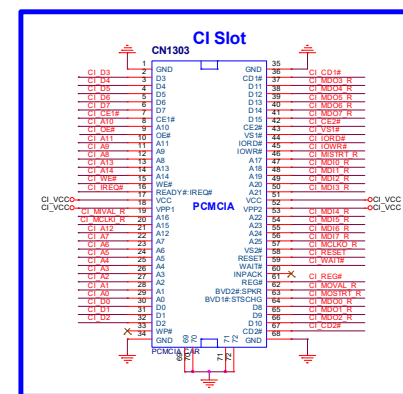 CI Slot
CN1303
1 GND GND 35
CI_D3 2 D3 CD1# 36 CI_CD1#
CI_D4 3 D4 D11 37 CI_MDO3_R
CI_D5 4 D5 D12 38 CI_MDO4_R
CI_D6 5 D6 D13 39 CI_MDO5_R
CI_D7 6 D7 D14 40 CI_MDO6_R
CI_CE1# 7 CE1# D15 41 CI_MDO7_R
CI_A10 8 A10 CE2# 42 CI_CE2#
CI_OE# 9 OE# VS1# 43 CI_VS1#
CI_A11 10 A11 IORD# 44 CI_IORD#
CI_A9 11 A9 IOWR# 45 CI_IOWR#
CI_A8 12 A8 A17 46 CI_MISTRT_R
CI_A13 13 A13 A18 47 CI_MDI0_R
CI_A14 14 A14 A19 48 CI_MDI1_R
CI_WE# 15 WE# A20 49 CI_MDI2_R
CI_IREQ# 16 READY#:IREQ# A21 50 CI_MDI3_R
CI_VCC 17 VCC VCC 51 CI_VCC
CI_VCC 18 VPP1 PCMCIA VPP2 52 CI_VCC
CI_MIVAL_R 19 A16 A22 53 CI_MDI4_R
CI_MCLKI_R 20 A15 A23 54 CI_MDI5_R
CI_A12 21 A12 A24 55 CI_MDI6_R
CI_A7 22 A7 A25 56 CI_MDI7_R
CI_A6 23 A6 VS2# 57 CI_MCLKO_R
CI_A5 24 A5 RESET 58 CI_RESET
CI_A4 25 A4 WAIT# 59 CI_WAIT#
CI_A3 26 A3 INPACK 60
CI_A2 27 A2 REG# 61 CI_REG#
CI_A1 28 A1 BVD2#:SPKR 62 CI_MOVAL_R
CI_A0 29 A0 BVD1#:STSCHG 63 CI_MOSTRT_R
CI_D0 30 D0 D8 64 CI_MDO0_R
CI_D1 31 D1 D9 65 CI_MDO1_R
CI_D2 32 D2 D10 66 CI_MDO2_R
33 WP# CD2# 67 CI_CD2#
34 GND GND 68
69 70 71 72
PCMCIA_CAR
69 70 71 72